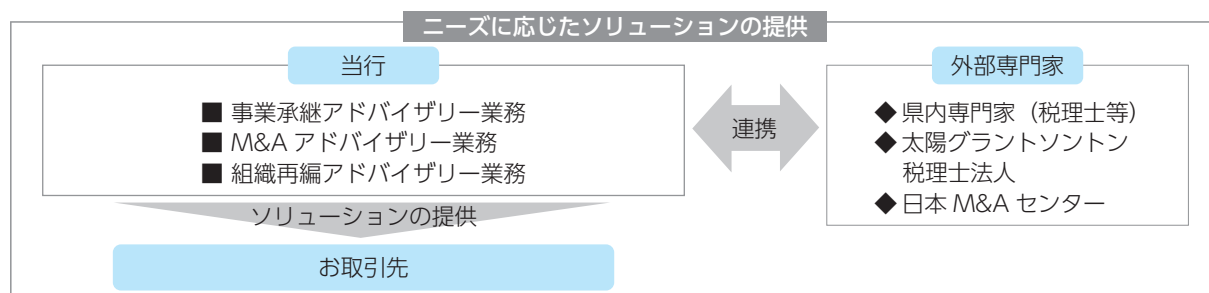 ニーズに応じたソリューションの提供
当行
■ 事業承継アドバイザリー業務
■ M&A アドバイザリー業務
■ 組織再編アドバイザリー業務
連携
外部専門家
◆ 県内専門家（税理士等）
◆ 太陽グラントソントン
税理士法人
◆ 日本 M&A センター
ソリューションの提供
お取引先